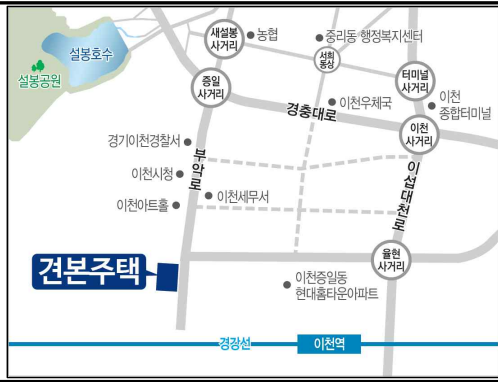 새설봉
사거리
농협
중리동 행정복지센터
설봉호수
서희
동상
설봉공원
증일
사거리
터미널
사거리
이천
종합터미널
이천우체국
경충대로
이천
사거리
경기이천경찰서
부악로
이천시청
이섭대천로
이천세무서
이천아트홀
율현
사거리
견본주택
이천증일동
현대홈타운아파트
경강선
이천역